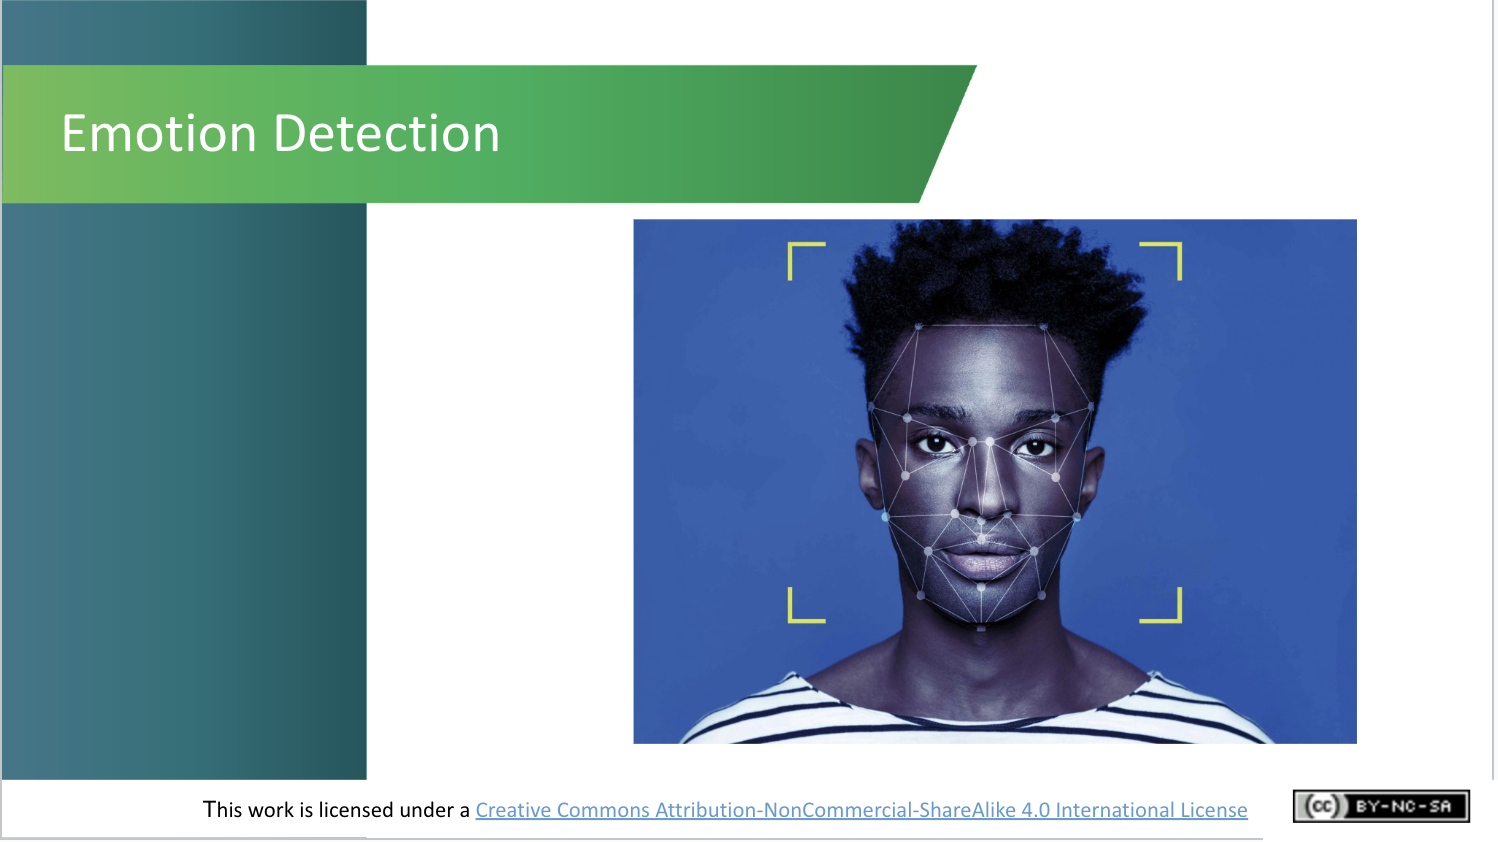 Emotion Detection
This work is licensed under a Creative Commons Attribution-NonCommercial-ShareAlike 4.0 International License
(cc) BY-NC-SA